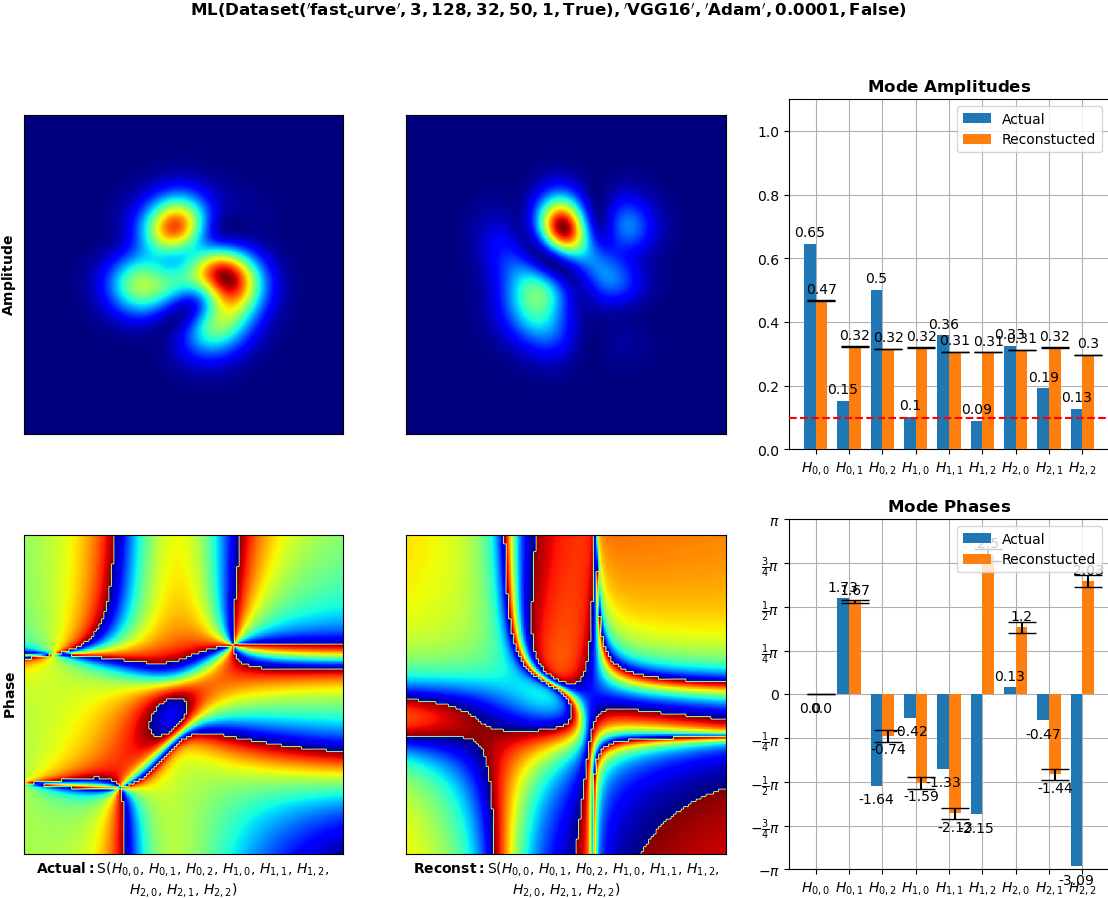 ML(Dataset('fast_curve', 3, 128, 32, 50, 1, True), 'VGG16', 'Adam', 0.0001, False)
Amplitude
Mode Amplitudes
Actual
Reconstucted
1.0
0.8
0.6
0.4
0.2
0.0
0.65
0.47
0.15
0.32
0.5
0.32
0.1
0.32
0.36
0.31
0.09
0.31
0.33
0.31
0.19
0.32
0.13
0.3
H0,0 H0,1 H0,2 H1,0 H1,1 H1,2 H2,0 H2,1 H2,2
Phase
Actual: S(H0,0, H0,1, H0,2, H1,0, H1,1, H1,2,
H2,0, H2,1, H2,2)
Reconst: S(H0,0, H0,1, H0,2, H1,0, H1,1, H1,2,
H2,0, H2,1, H2,2)
Mode Phases
Actual
Reconstucted
π
3/4π
1/2π
1/4π
0
−1/4π
−1/2π
−3/4π
−π
0.0
0.0
1.73
1.67
-1.64
-0.74
-0.42
-1.59
-1.33
-2.15
2.5
0.13
1.2
-0.47
-1.44
-3.09
2.03
H0,0 H0,1 H0,2 H1,0 H1,1 H1,2 H2,0 H2,1 H2,2